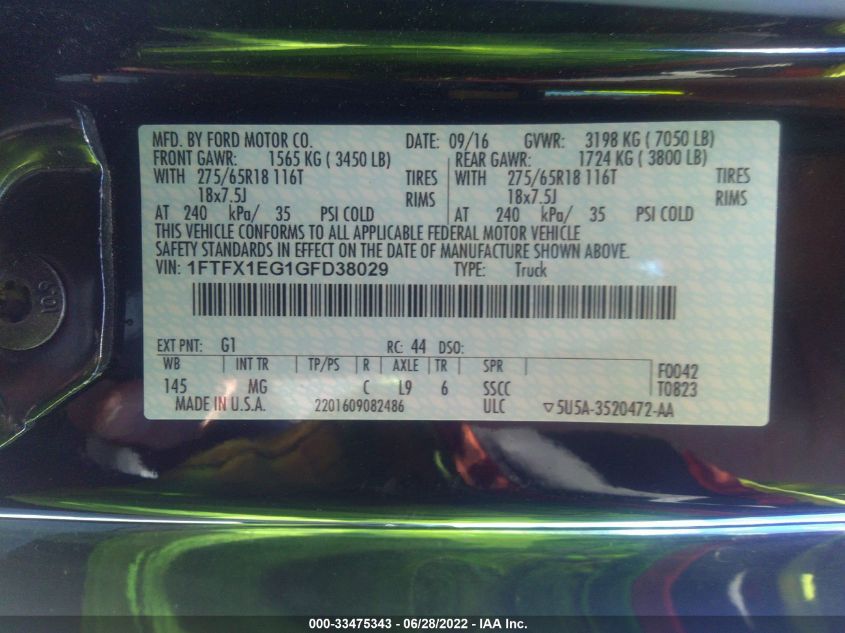 MFD. BY FORD MOTOR CO. DATE: 09/16 GVWR: 3198 KG ( 7050 LB)
FRONT GAWR: 1565 KG ( 3450 LB) REAR GAWR: 1724 KG ( 3800 LB)
WITH 275/65R18 116T TIRES WITH 275/65R18 116T TIRES
18x7.5J RIMS 18x7.5J RIMS
AT 240 kPa/ 35 PSI COLD AT 240 kPa/ 35 PSI COLD
THIS VEHICLE CONFORMS TO ALL APPLICABLE FEDERAL MOTOR VEHICLE
SAFETY STANDARDS IN EFFECT ON THE DATE OF MANUFACTURE SHOWN ABOVE.
VIN: 1FTFX1EG1GFD38029 TYPE: Truck
EXT PNT: G1 RC: 44 DSO:
WB INT TR TP/PS R AXLE TR SPR F0042
145 MG C L9 6 SSCC T0823
MADE IN U.S.A. 2201609082486 ULC ▽5U5A-3520472-AA
000-33475343 - 06/28/2022 - IAA Inc.